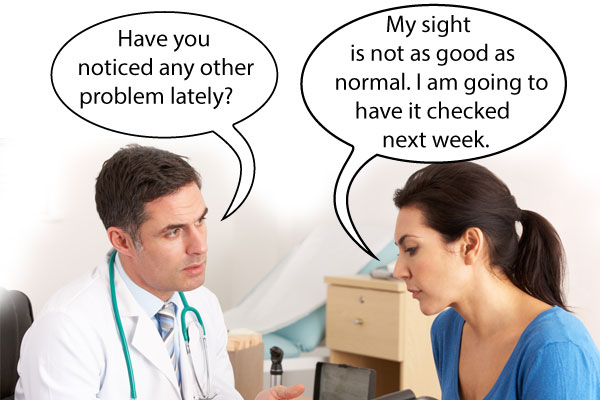 Have you
noticed any other
problem lately?
My sight
is not as good as
normal. I am going to
have it checked
next week.